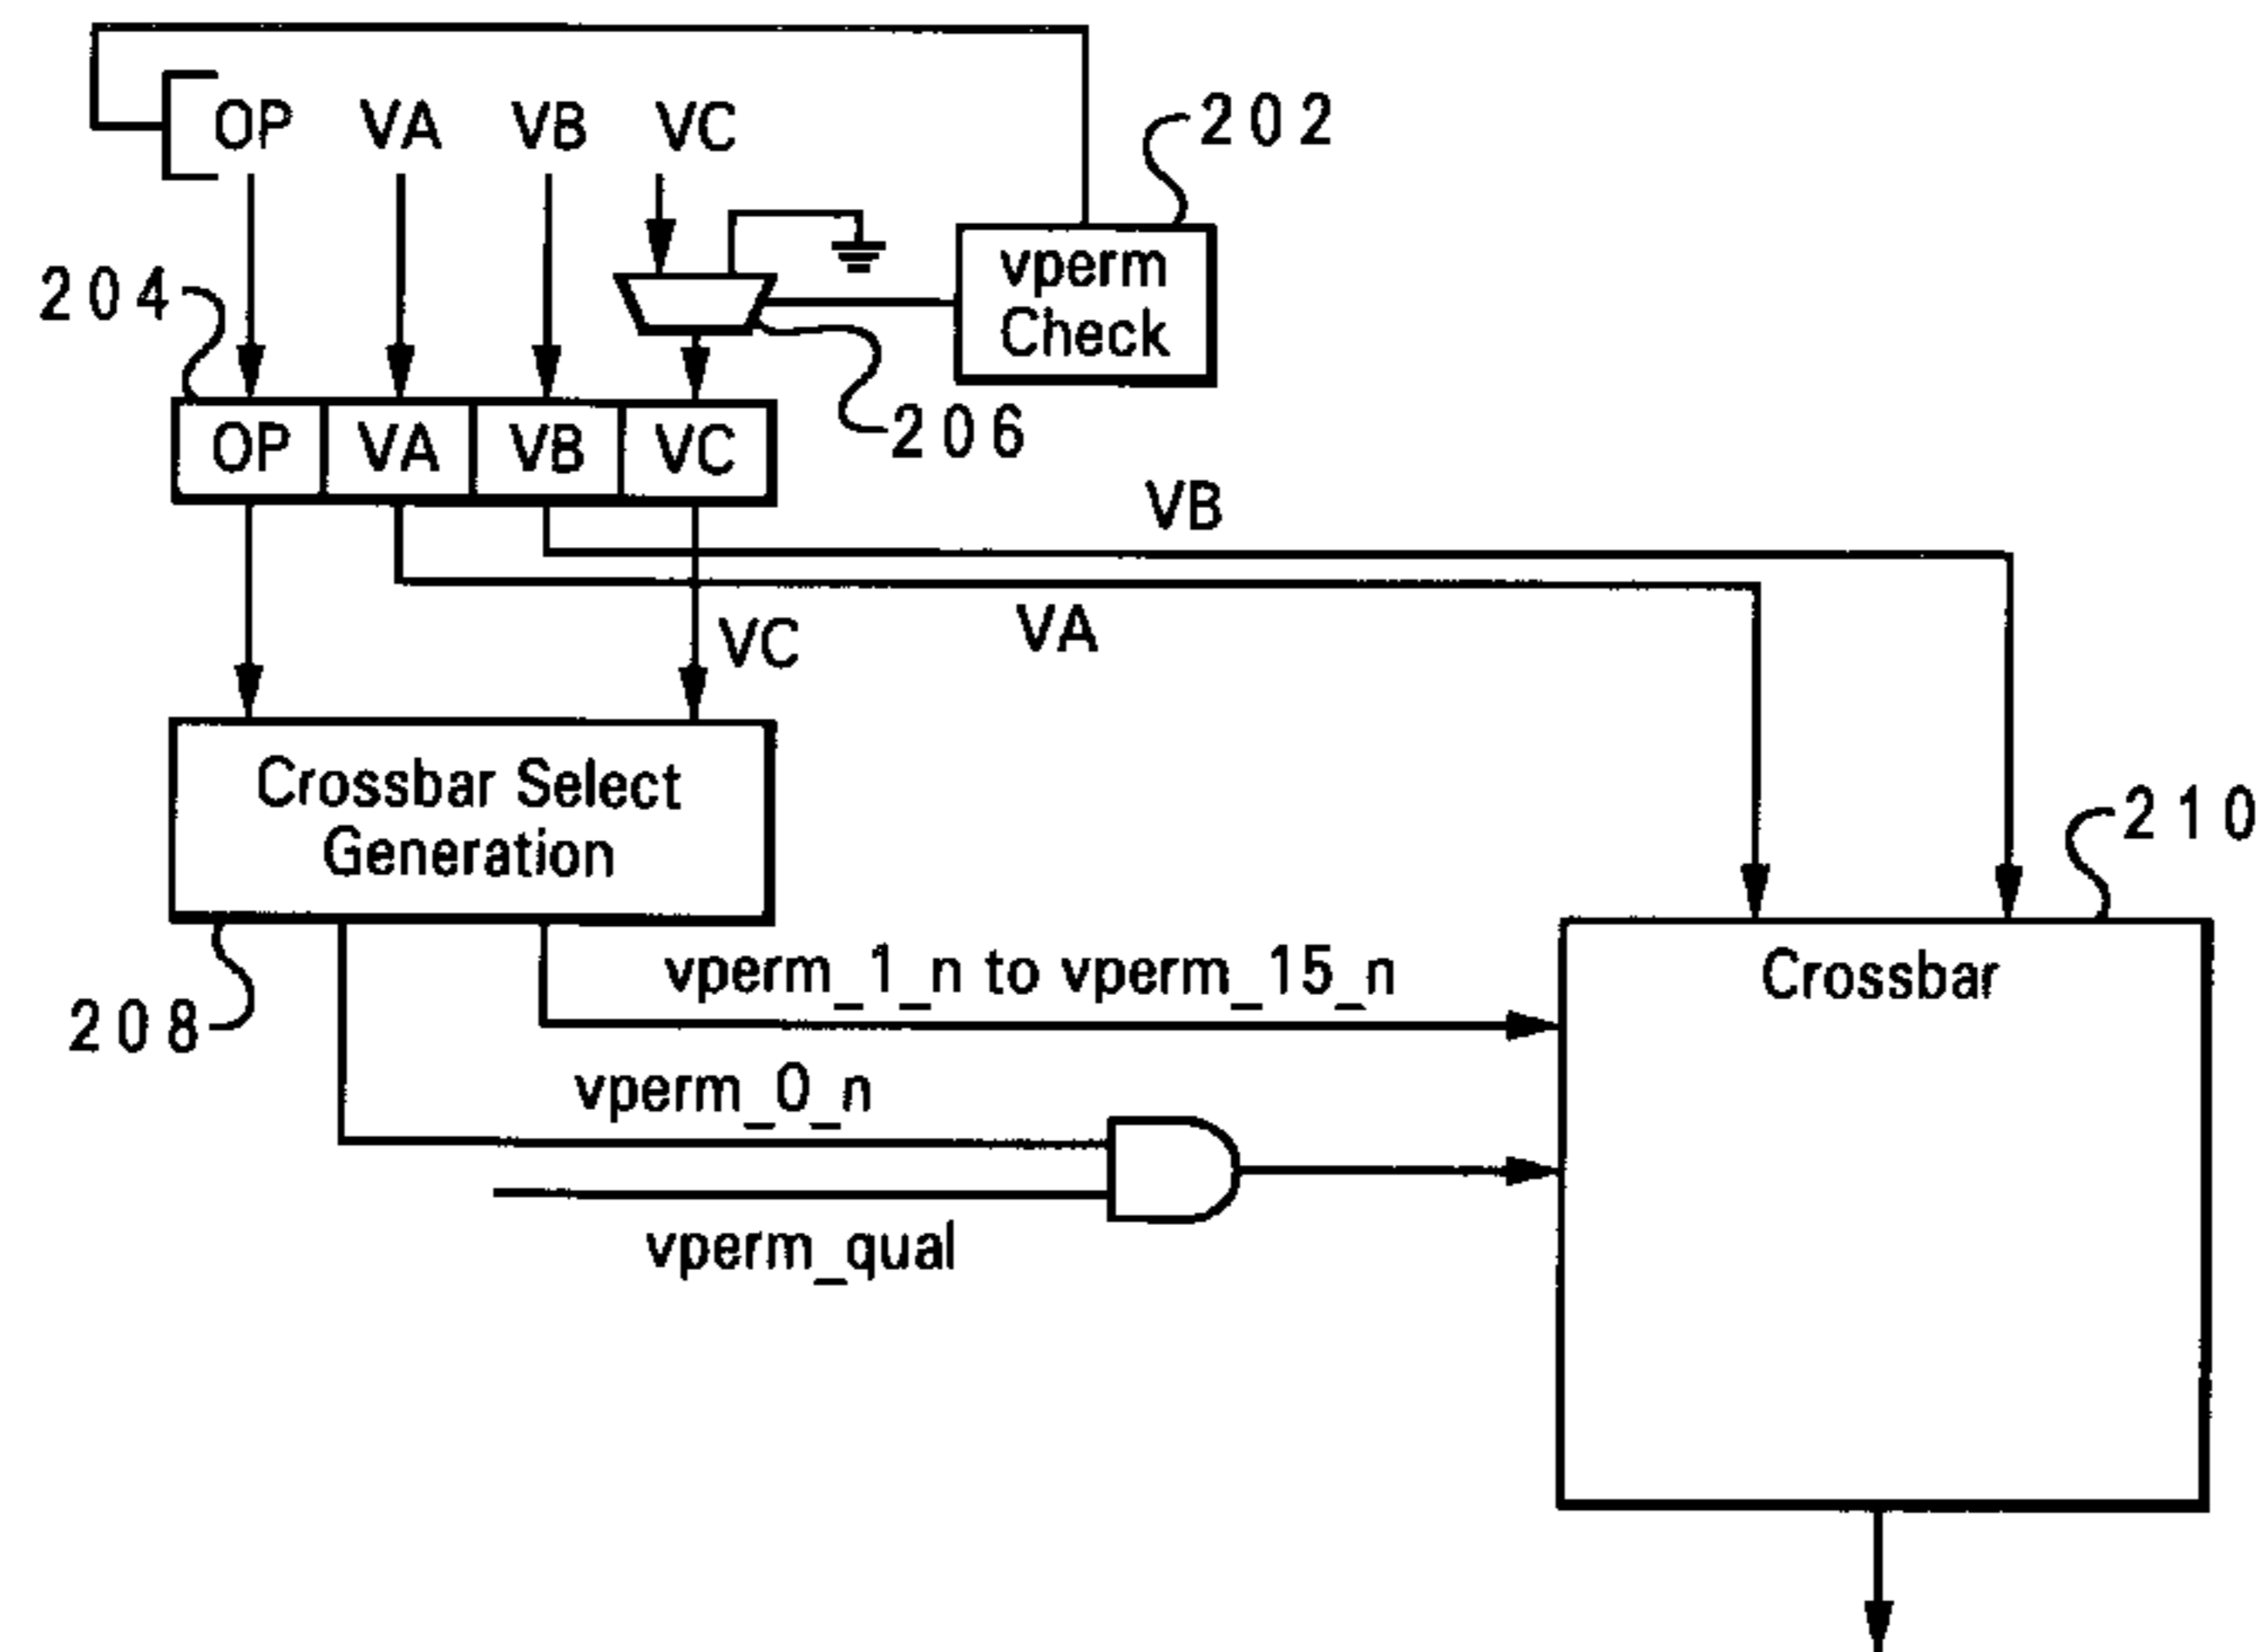 OP VA VB VC
202
vperm
Check
204
206
OP VA VB VC
VB
VA
VC
Crossbar Select
Generation
210
Crossbar
vperm_1_n to vperm_15_n
208
vperm_0_n
vperm_qual